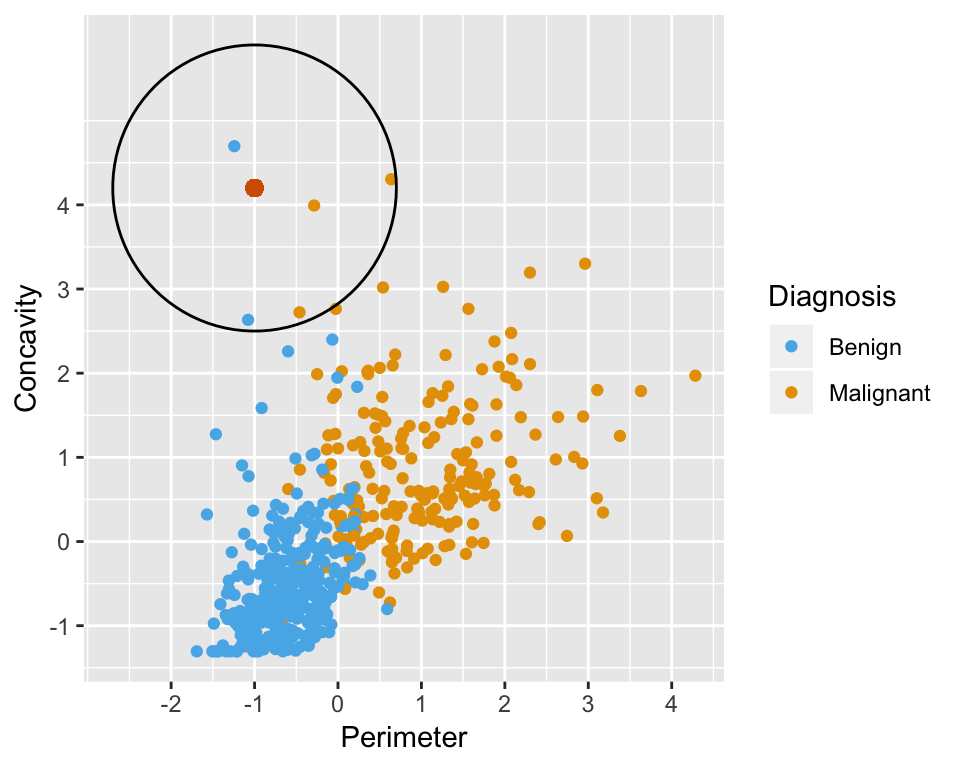 4
3
2
1
0
-1
Concavity
-2 -1 0 1 2 3 4
Perimeter
Diagnosis
Benign
Malignant